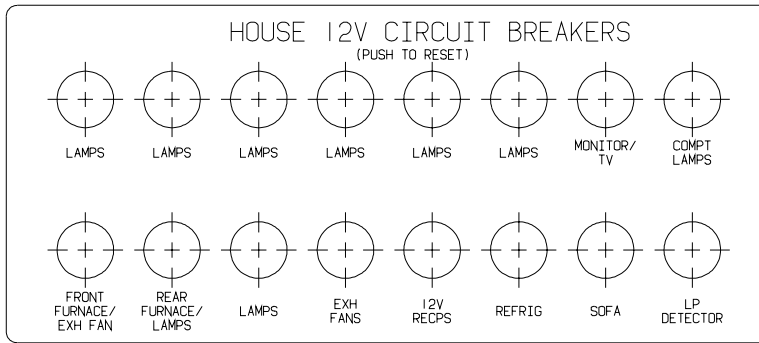 HOUSE 12V CIRCUIT BREAKERS
(PUSH TO RESET)
LAMPS LAMPS LAMPS LAMPS LAMPS LAMPS MONITOR/ TV COMPT LAMPS
FRONT FURNACE/ EXH FAN REAR FURNACE/ LAMPS LAMPS EXH FANS 12V RECPS REFRIG SOFA LP DETECTOR